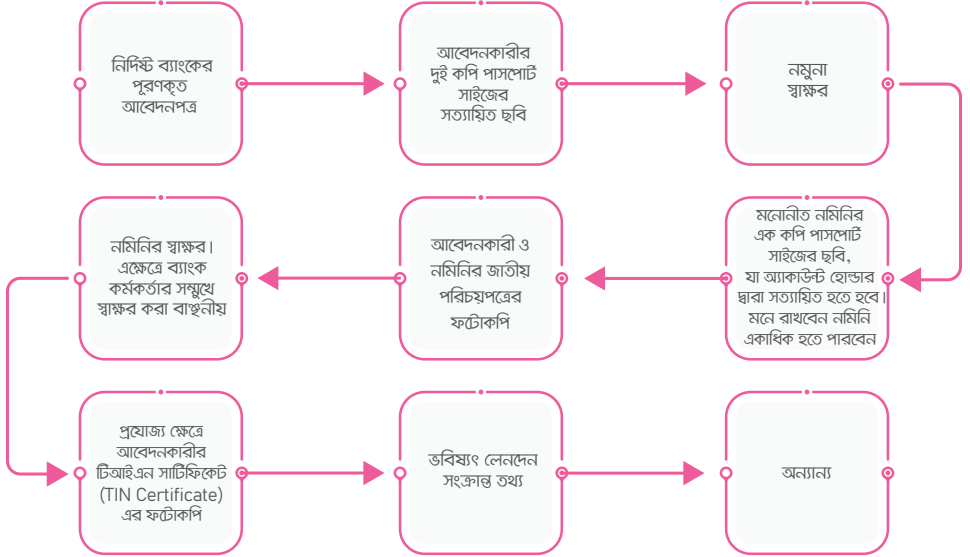 নির্দিষ্ট ব্যাংকের
পূরণকৃত
আবেদনপত্র
আবেদনকারীর
দুই কপি পাসপোর্ট
সাইজের
সত্যায়িত ছবি
নমুনা
স্বাক্ষর
মনোনীত নমিনির
এক কপি পাসপোর্ট
সাইজের ছবি,
যা অ্যাকাউন্ট হোল্ডার
দ্বারা সত্যায়িত হতে হবে।
মনে রাখবেন নমিনি
একাধিক হতে পারবেন
আবেদনকারী ও
নমিনির জাতীয়
পরিচয়পত্রের
ফটোকপি
নমিনির স্বাক্ষর।
এক্ষেত্রে ব্যাংক
কর্মকর্তার সম্মুখে
স্বাক্ষর করা বাঞ্ছনীয়
প্রযোজ্য ক্ষেত্রে
আবেদনকারীর
টিআইএন সার্টিফিকেট
(TIN Certificate)
এর ফটোকপি
ভবিষ্যৎ লেনদেন
সংক্রান্ত তথ্য
অন্যান্য